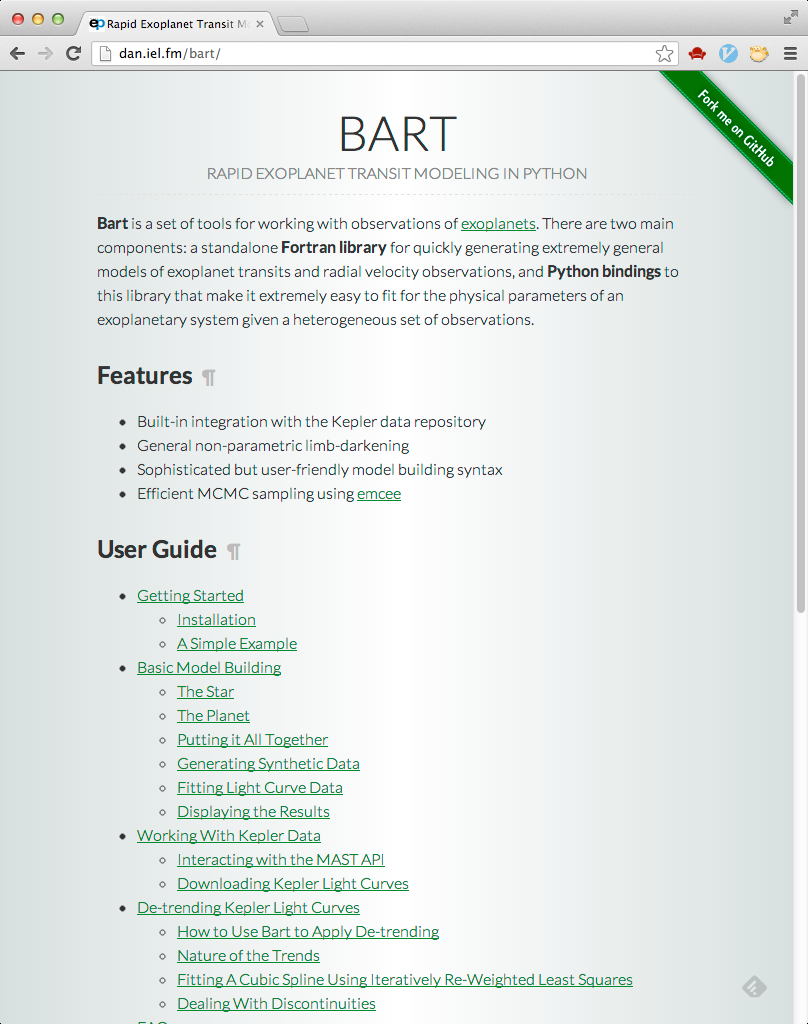 ep Rapid Exoplanet Transit Mo
dan.iel.fm/bart/
Fork me on GitHub
BART
RAPID EXOPLANET TRANSIT MODELING IN PYTHON
Bart is a set of tools for working with observations of exoplanets. There are two main
components: a standalone Fortran library for quickly generating extremely general
models of exoplanet transits and radial velocity observations, and Python bindings to
this library that make it extremely easy to fit for the physical parameters of an
exoplanetary system given a heterogeneous set of observations.
Features ¶
Built-in integration with the Kepler data repository
General non-parametric limb-darkening
Sophisticated but user-friendly model building syntax
Efficient MCMC sampling using emcee
User Guide ¶
Getting Started
Installation
A Simple Example
Basic Model Building
The Star
The Planet
Putting it All Together
Generating Synthetic Data
Fitting Light Curve Data
Displaying the Results
Working With Kepler Data
Interacting with the MAST API
Downloading Kepler Light Curves
De-trending Kepler Light Curves
How to Use Bart to Apply De-trending
Nature of the Trends
Fitting A Cubic Spline Using Iteratively Re-Weighted Least Squares
Dealing With Discontinuities